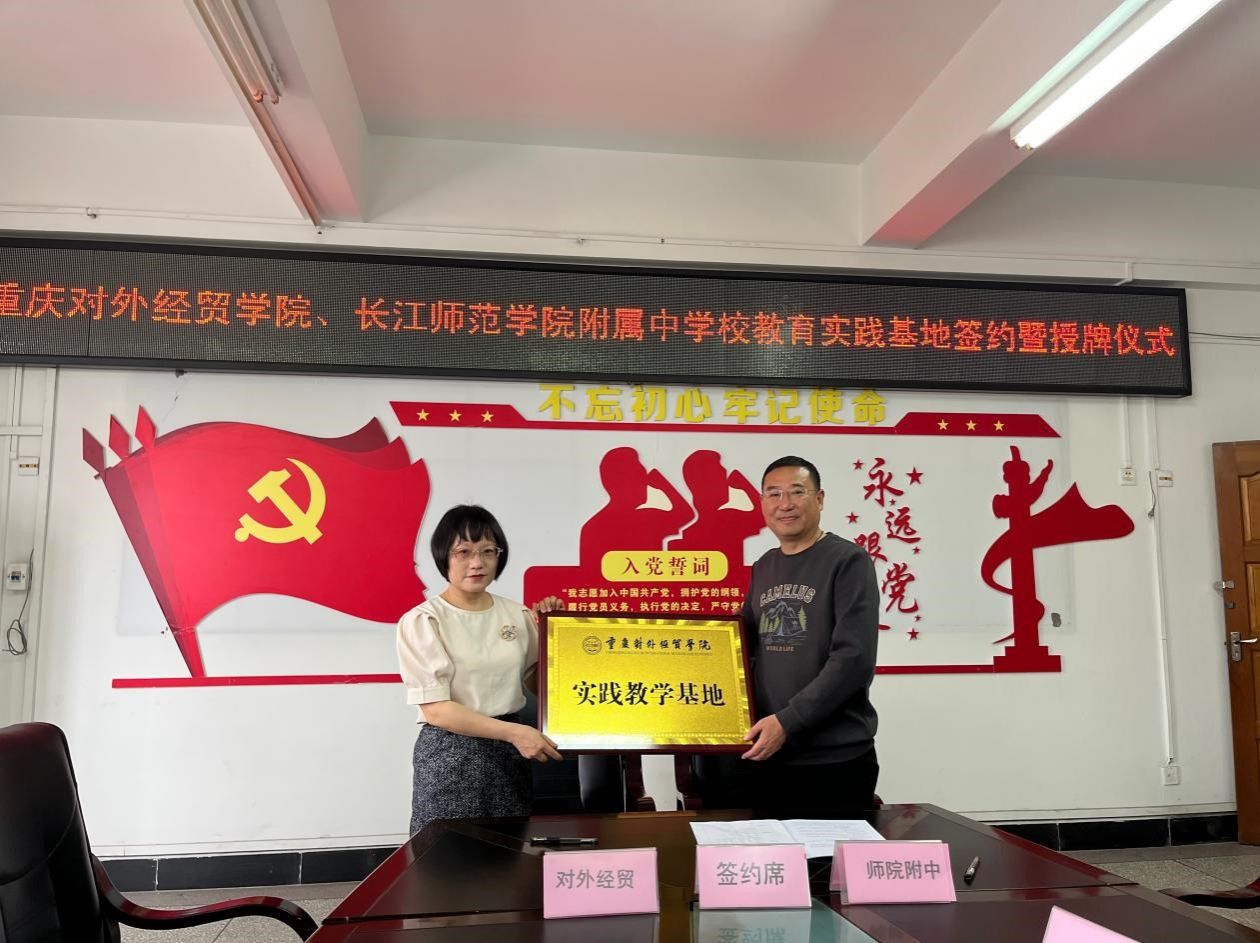 重庆对外经贸学院、长江师范学院附属中学校教育实践基地签约暨授牌仪式
不忘初心 牢记使命
永远跟党
入党誓词
“我志愿加入中国共产党，拥护党的纲领，
履行党员义务，执行党的决定，严守党
CAMELUS
WORLD LIFE
重庆对外经贸学院
实践教学基地
对外经贸
签约席
师院附中